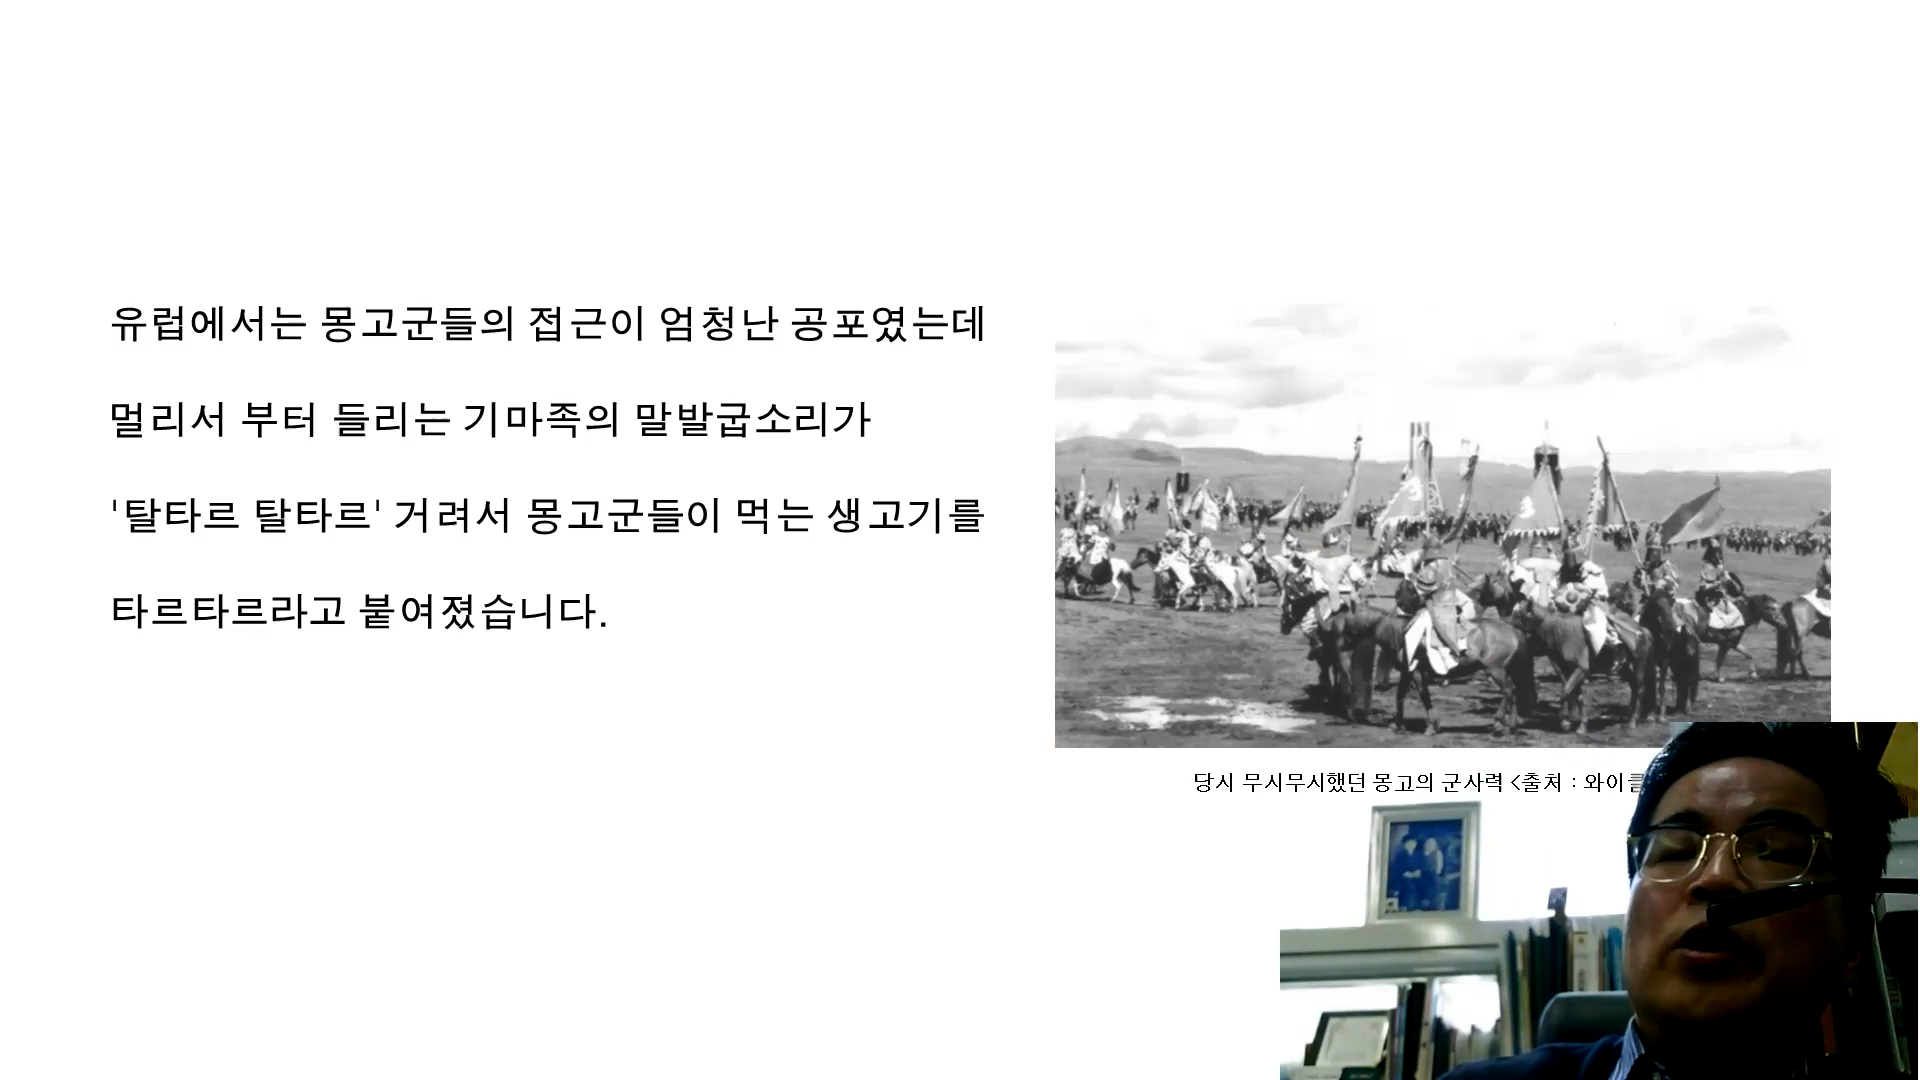 유럽에서는 몽고군들의 접근이 엄청난 공포였는데
멀리서 부터 들리는 기마족의 말발굽소리가
'탈타르 탈타르' 거려서 몽고군들이 먹는 생고기를
타르타르라고 붙여졌습니다.
당시 무시무시했던 몽고의 군사력 <출처 :